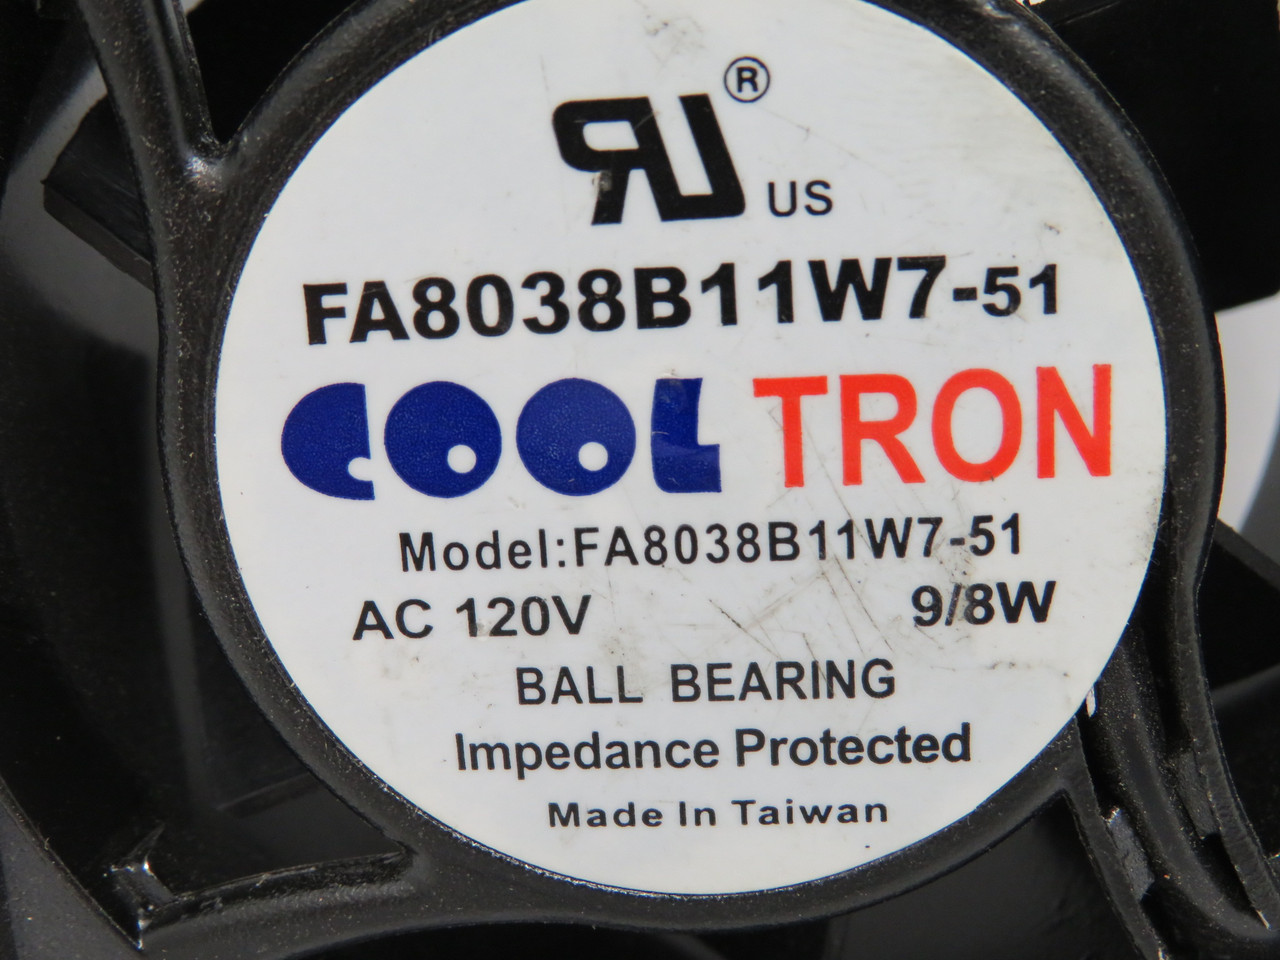 RU® US
FA8038B11W7-51
COOL TRON
Model:FA8038B11W7-51
AC 120V 9/8W
BALL BEARING
Impedance Protected
Made In Taiwan